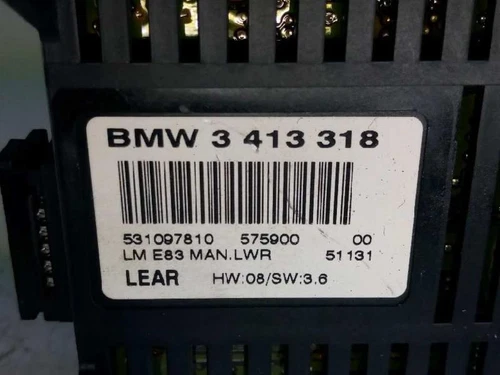 BMW 3 413 318
531097810 575900 00
LM E83 MAN.LWR 51131
LEAR HW:08/SW:3.6